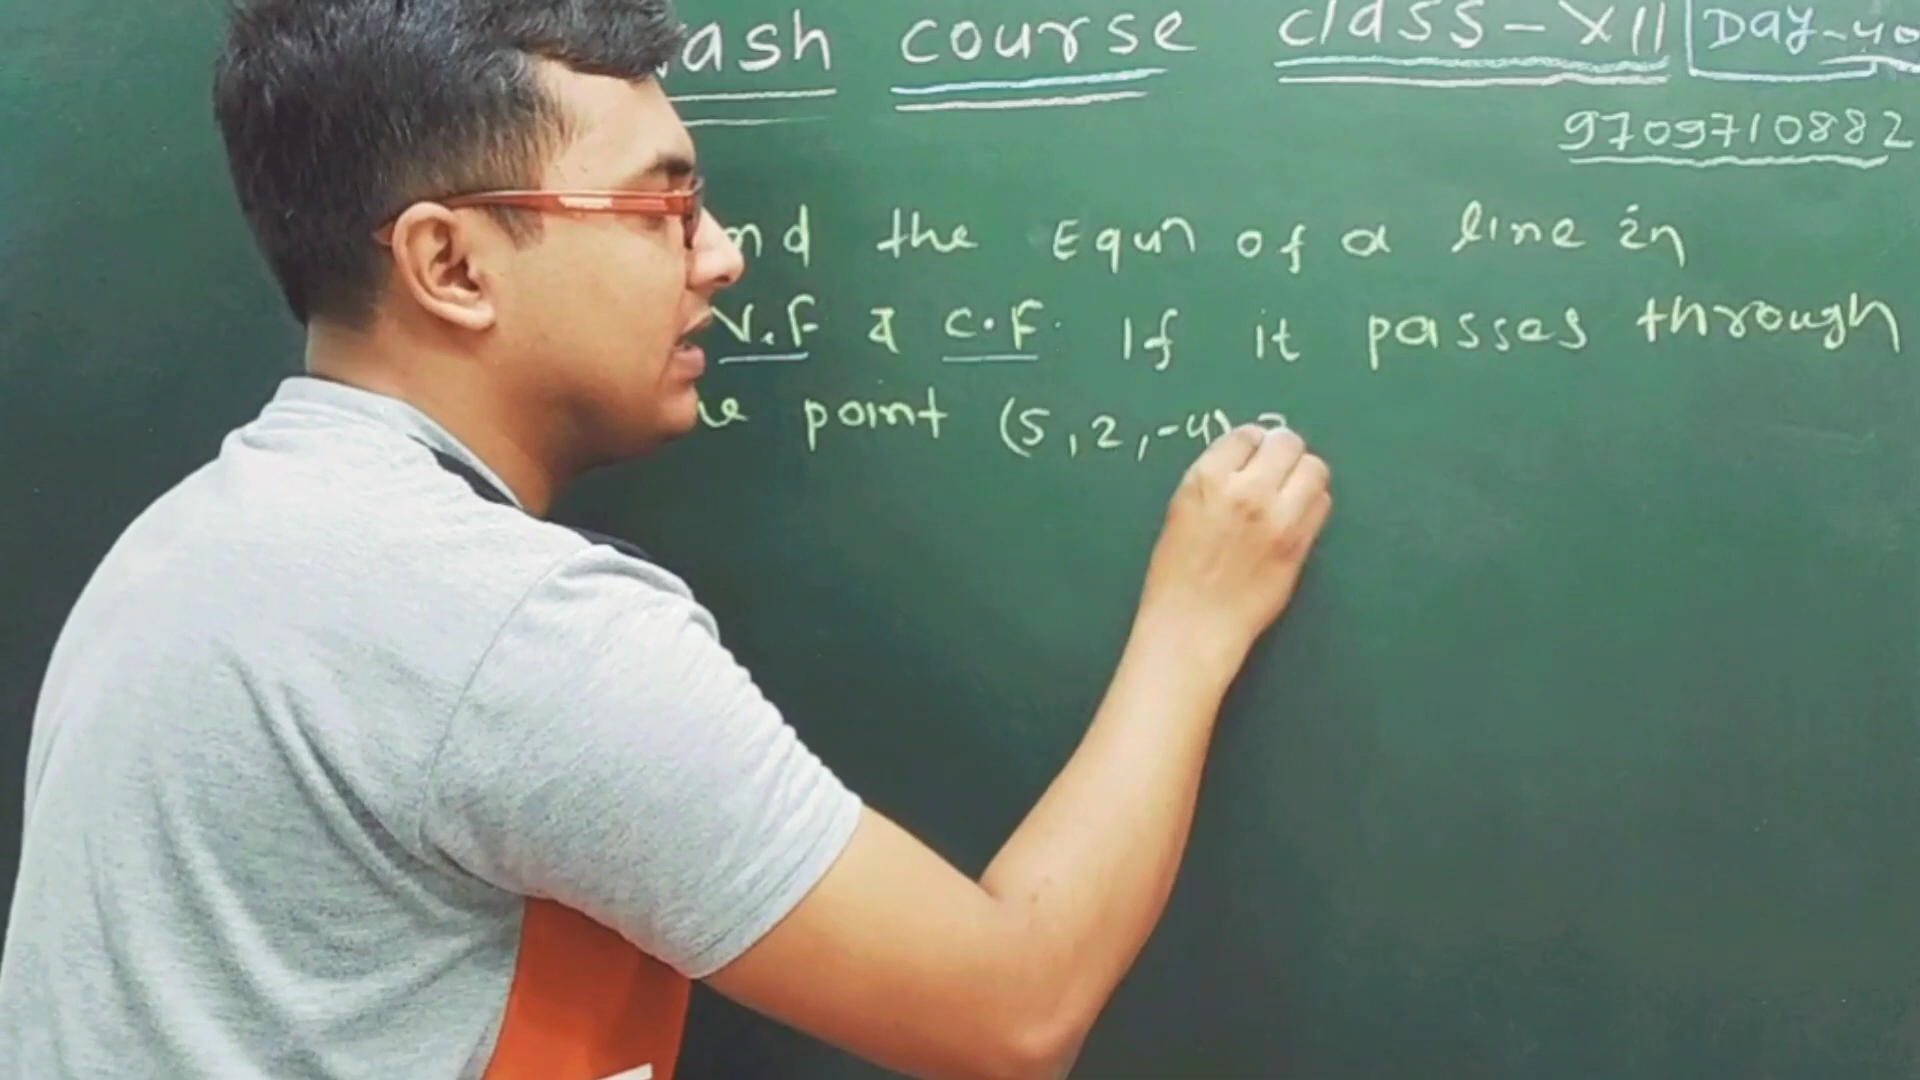 ash course class-XII Day-40
9709710882
nd the Equn of a line in
V.F & C.F. If it passes through
e point (5, 2, -4)